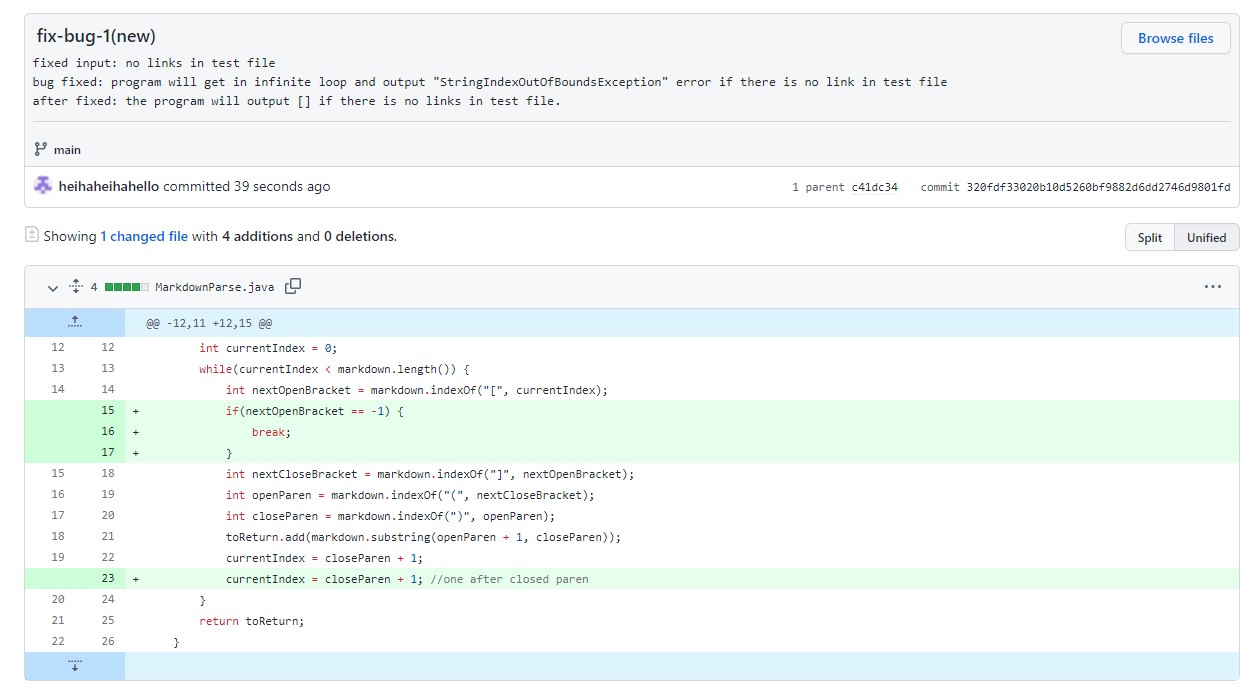 fix-bug-1(new)
Browse files
fixed input: no links in test file
bug fixed: program will get in infinite loop and output "StringIndexOutOfBoundsException" error if there is no link in test file
after fixed: the program will output [] if there is no links in test file.
main
heihaheihahello committed 39 seconds ago
1 parent c41dc34 commit 320fdf33020b10d5260bf9882d6dd2746d9801fd
Showing 1 changed file with 4 additions and 0 deletions.
Split Unified
4 MarkdownParse.java
@@ -12,11 +12,15 @@
12 12 int currentIndex = 0;
13 13 while(currentIndex < markdown.length()) {
14 14 int nextOpenBracket = markdown.indexOf("[", currentIndex);
15 + if(nextOpenBracket == -1) {
16 + break;
17 + }
15 18 int nextCloseBracket = markdown.indexOf("]", nextOpenBracket);
16 19 int openParen = markdown.indexOf("(", nextCloseBracket);
17 20 int closeParen = markdown.indexOf(")", openParen);
18 21 toReturn.add(markdown.substring(openParen + 1, closeParen));
19 22 currentIndex = closeParen + 1;
23 + currentIndex = closeParen + 1; //one after closed paren
20 24 }
21 25 return toReturn;
22 26 }